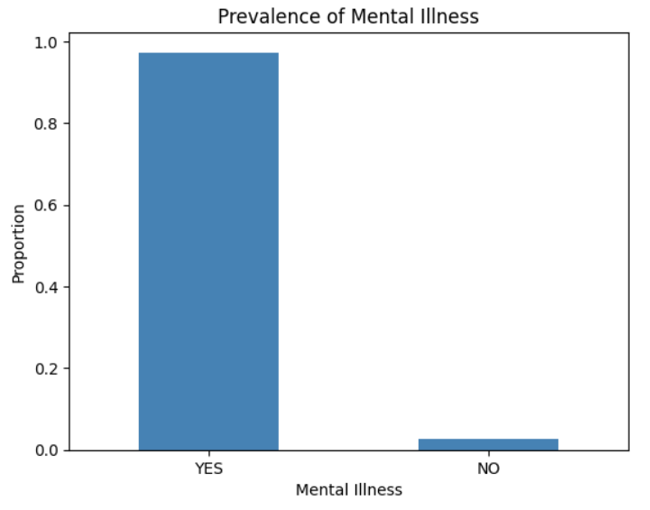 Prevalence of Mental Illness
1.0
0.8
0.6
0.4
0.2
0.0
Proportion
YES
NO
Mental Illness